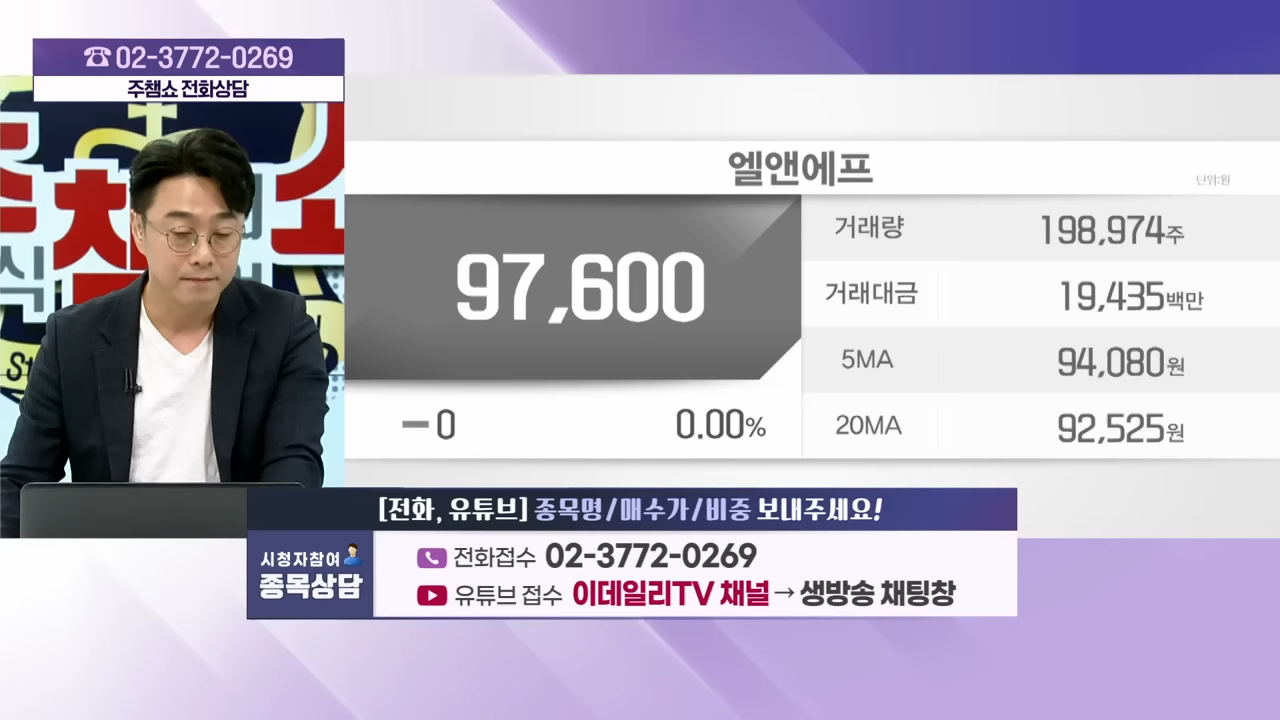 ☎02-3772-0269
주챔쇼 전화상담
엘앤에프
단위:원
97,600
0
0.00%
거래량 198,974주
거래대금 19,435백만
5MA 94,080원
20MA 92,525원
[전화, 유튜브] 종목명/매수가/비중 보내주세요!
시청자참여
종목상담
전화접수 02-3772-0269
유튜브 접수 이데일리TV 채널→생방송 채팅창